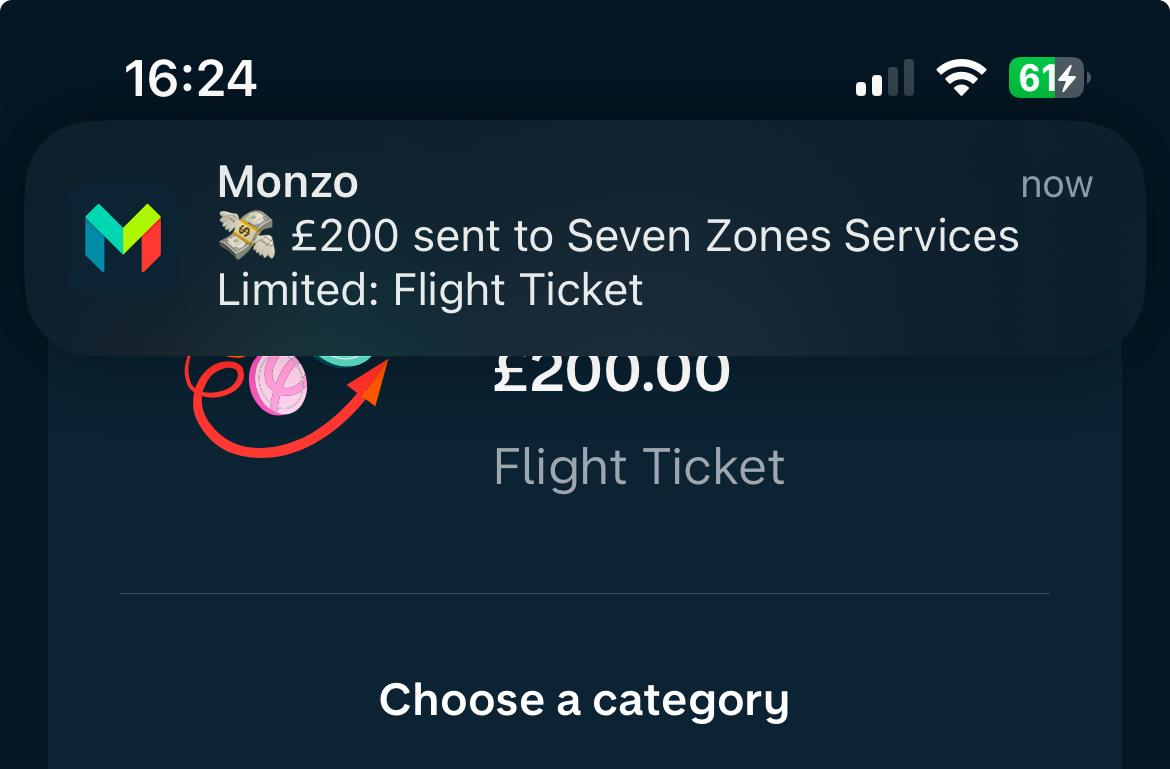 16:24
61
Monzo
now
💸 £200 sent to Seven Zones Services
Limited: Flight Ticket
£200.00
Flight Ticket
Choose a category